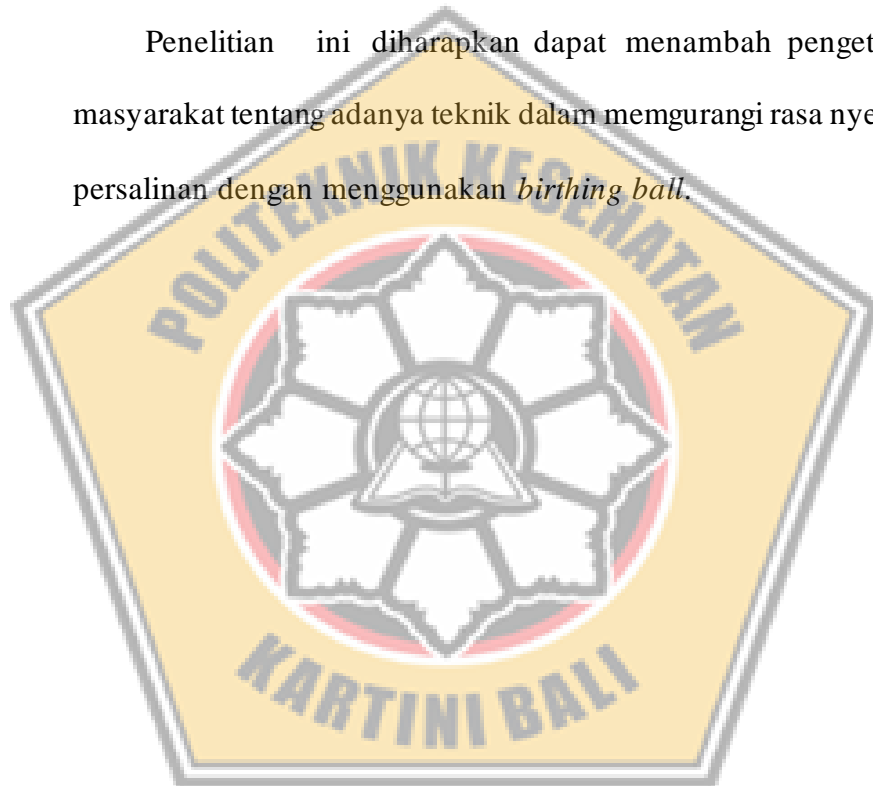 Penelitian ini diharapkan dapat menambah penget
masyarakat tentang adanya teknik dalam memgurangi rasa nye
persalinan dengan menggunakan birthing ball.
POLITEKNIK KESEHATAN
KARTINI BALI